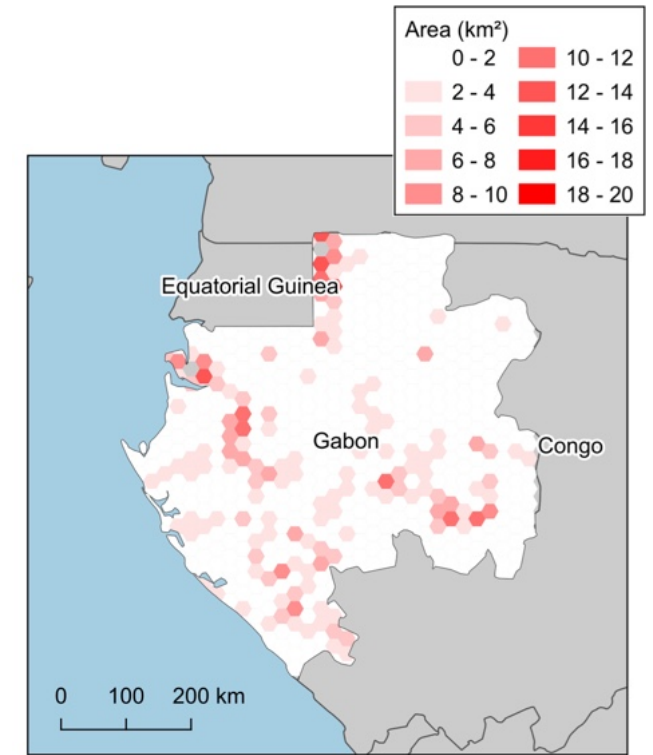 Area (km²)
0 - 2 10 - 12
2 - 4 12 - 14
4 - 6 14 - 16
6 - 8 16 - 18
8 - 10 18 - 20
Equatorial Guinea
Gabon
Congo
0 100 200 km